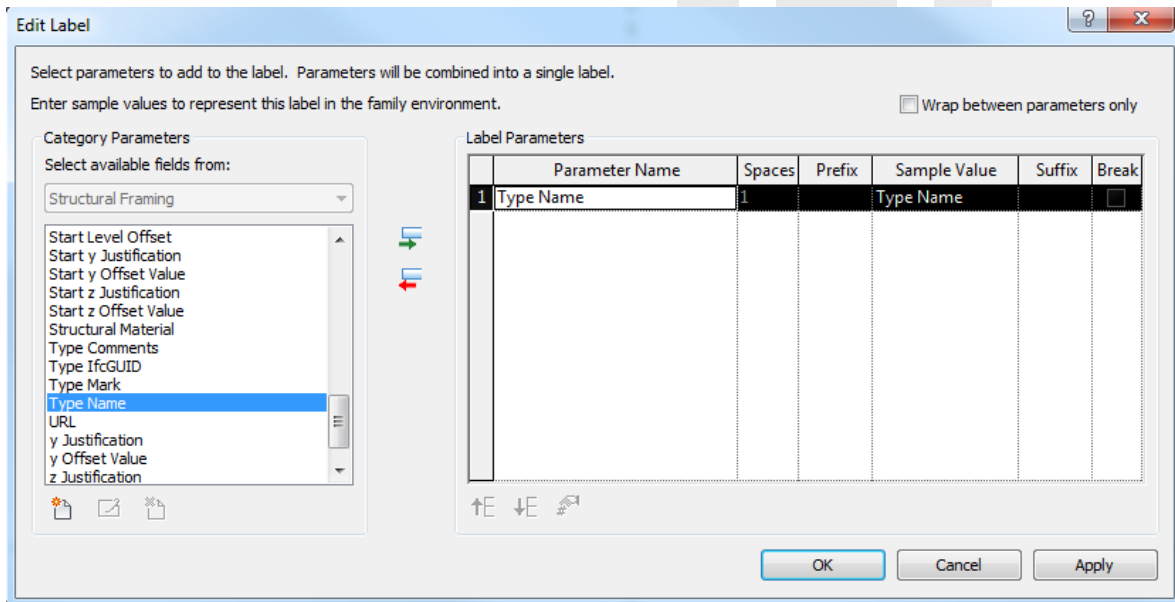 Edit Label
Select parameters to add to the label. Parameters will be combined into a single label.
Enter sample values to represent this label in the family environment.
Wrap between parameters only
Category Parameters
Select available fields from:
Structural Framing
Start Level Offset
Start y Justification
Start y Offset Value
Start z Justification
Start z Offset Value
Structural Material
Type Comments
Type IfcGUID
Type Mark
Type Name
URL
y Justification
y Offset Value
z Justification
Label Parameters
Parameter Name Spaces Prefix Sample Value Suffix Break
1 Type Name 1 Type Name
OK Cancel Apply